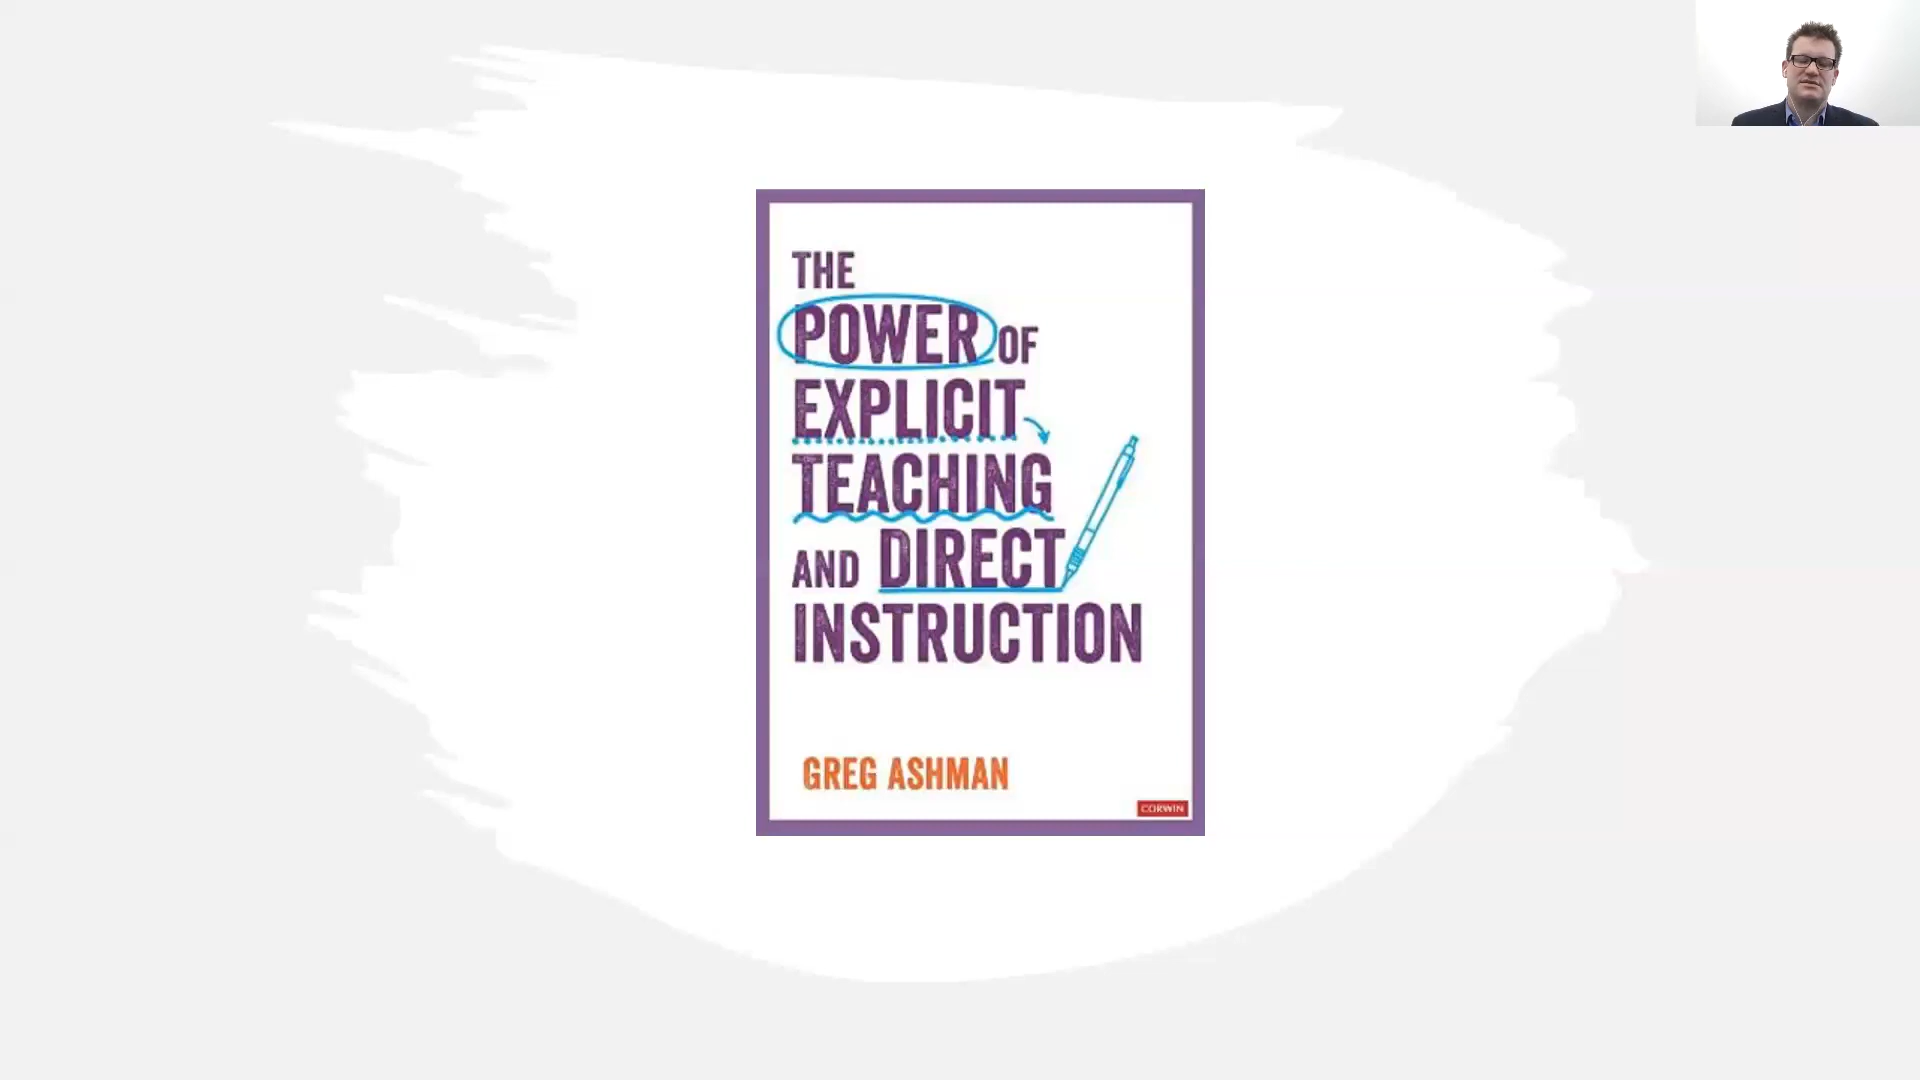 THE
POWER OF
EXPLICIT
TEACHING
AND DIRECT
INSTRUCTION
GREG ASHMAN
CORWIN